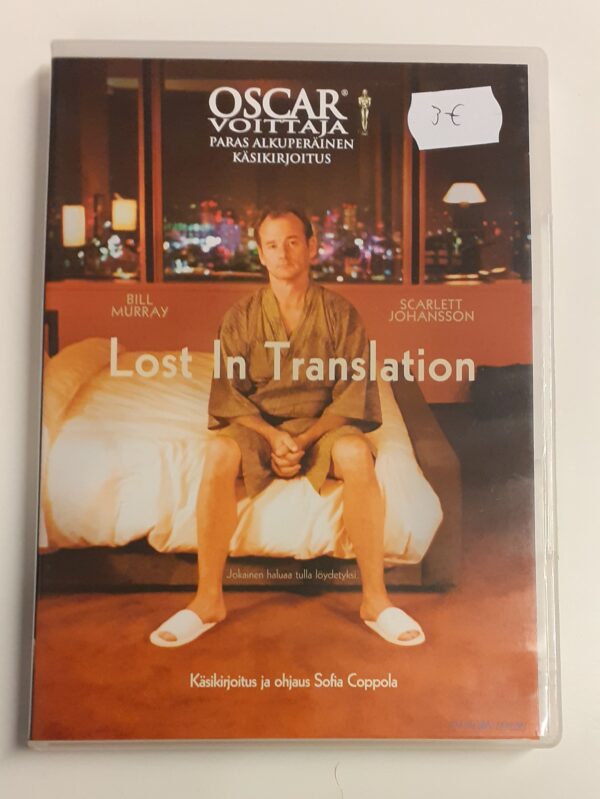 OSCAR®
VOITTAJA
PARAS ALKUPERÄINEN
KÄSIKIRJOITUS
3€
BILL
MURRAY
SCARLETT
JOHANSSON
Lost In Translation
Jokainen haluaa tulla löydetyksi.
Käsikirjoitus ja ohjaus Sofia Coppola